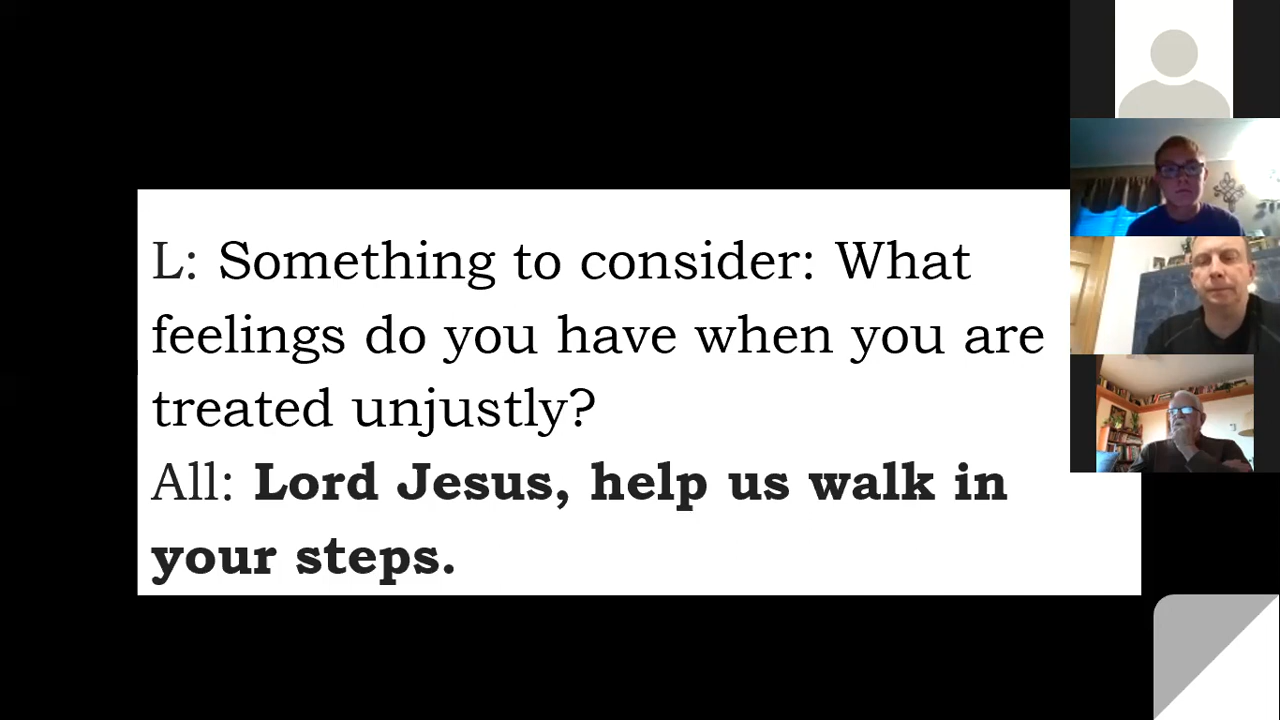 L: Something to consider: What
feelings do you have when you are
treated unjustly?
All: Lord Jesus, help us walk in
your steps.